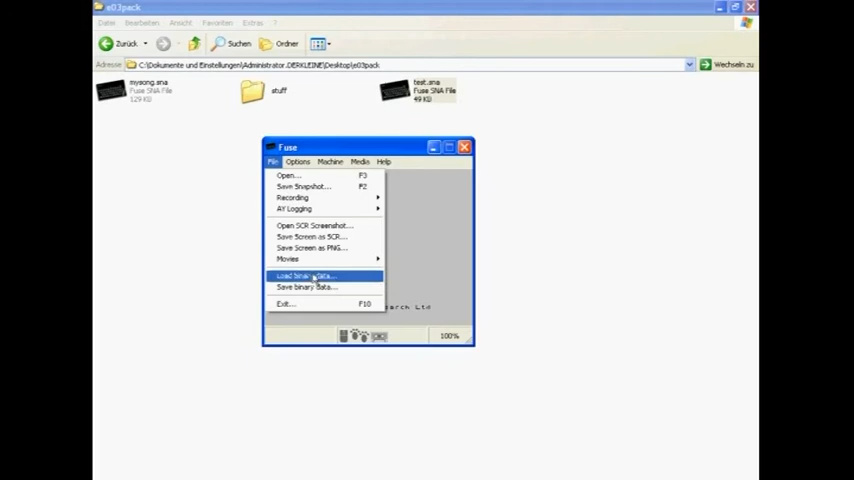 e03pack
Datei Bearbeiten Ansicht Favoriten Extras ?
Zurück Suchen Ordner
Adresse C:\Dokumente und Einstellungen\Administrator.DERKLEINE\Desktop\e03pack Wechseln zu
mysong.sna
Fuse SNA File
129 KB
stuff
test.sna
Fuse SNA File
49 KB
Fuse
File Options Machine Media Help
Open... F3
Save Snapshot... F2
Recording
AY Logging
Open SCR Screenshot...
Save Screen as SCR...
Save Screen as PNG...
Movies
Load binary data...
Save binary data...
Exit... F10
arch Ltd
100%